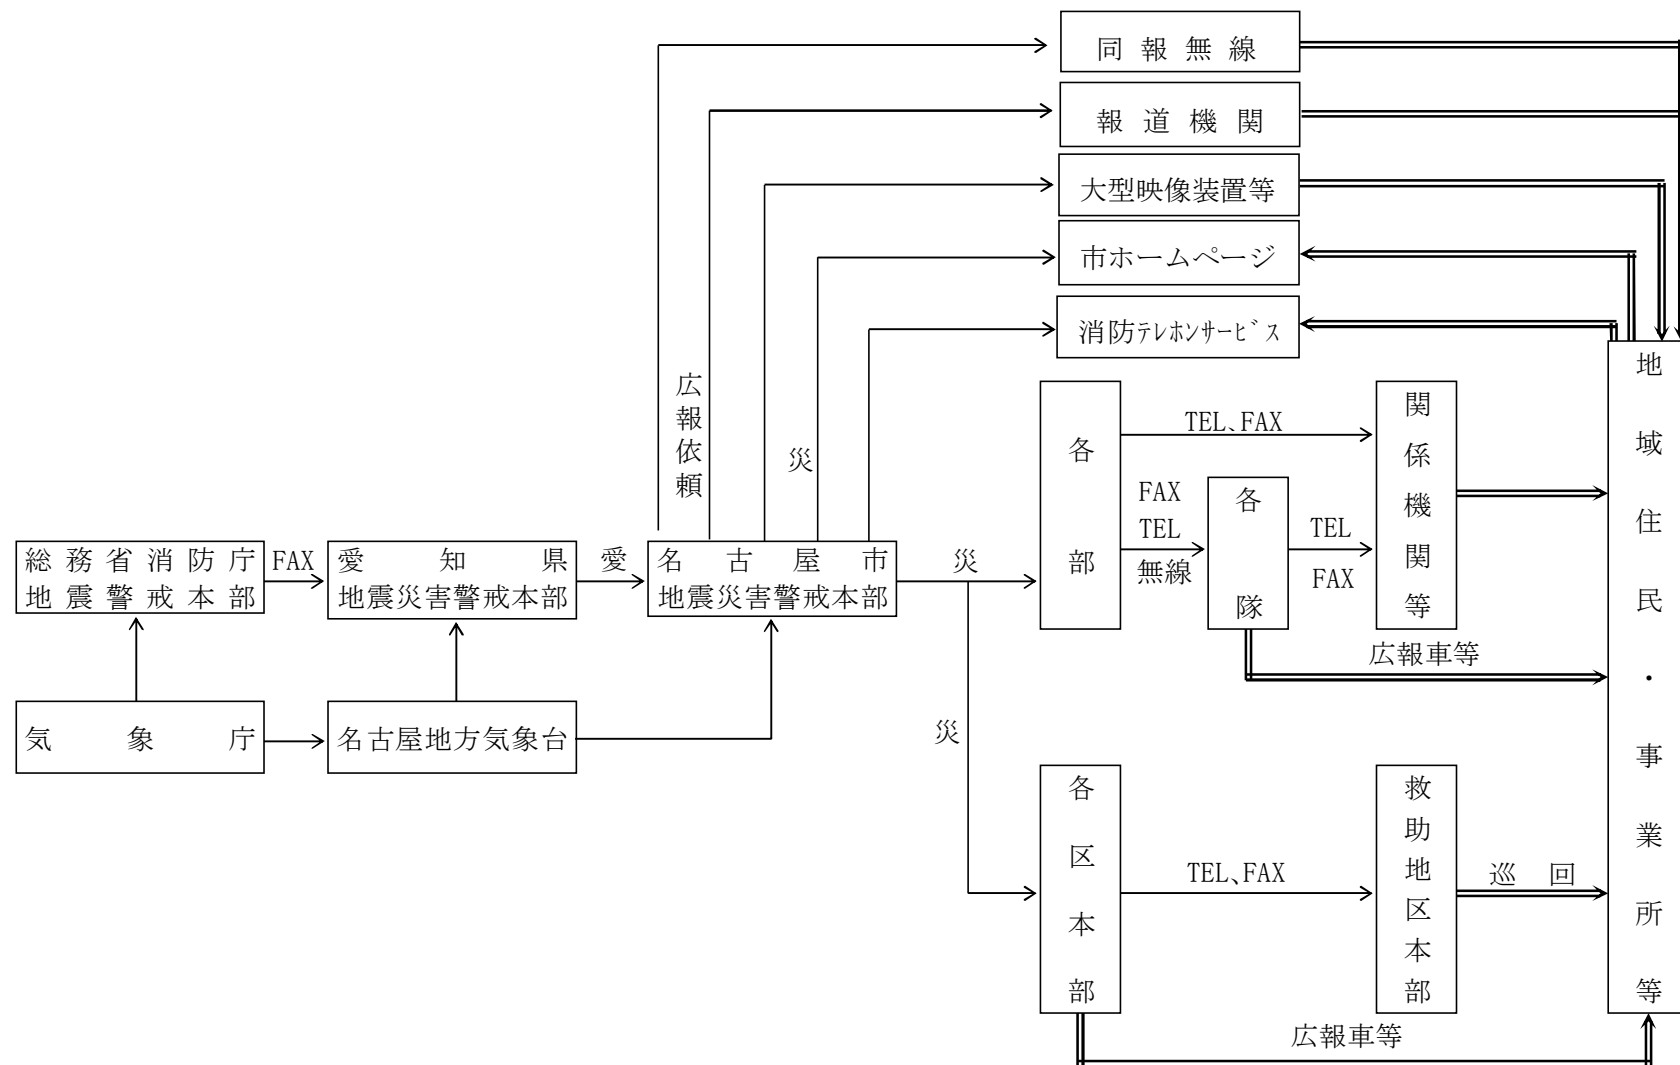 同報無線
報道機関
大型映像装置等
市ホームページ
消防ﾃﾚﾎﾝｻｰﾋﾞｽ
広報依頼
災
各部
TEL、FAX
FAX
TEL
無線
各隊
TEL
FAX
関係機関等
地域住民・事業所等
総務省消防庁
地震警戒本部
FAX
愛知県
地震災害警戒本部
愛
名古屋市
地震災害警戒本部
災
広報車等
気象庁
名古屋地方気象台
災
各区本部
TEL、FAX
救助地区本部
巡回
広報車等